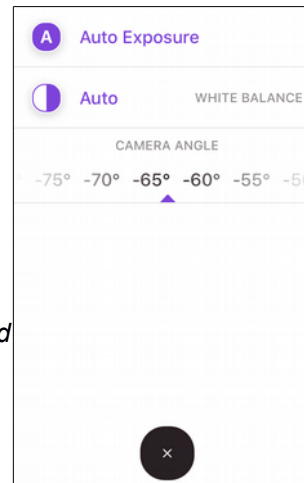 A Auto Exposure
Auto WHITE BALANCE
CAMERA ANGLE
-75° -70° -65° -60° -55°
d
×